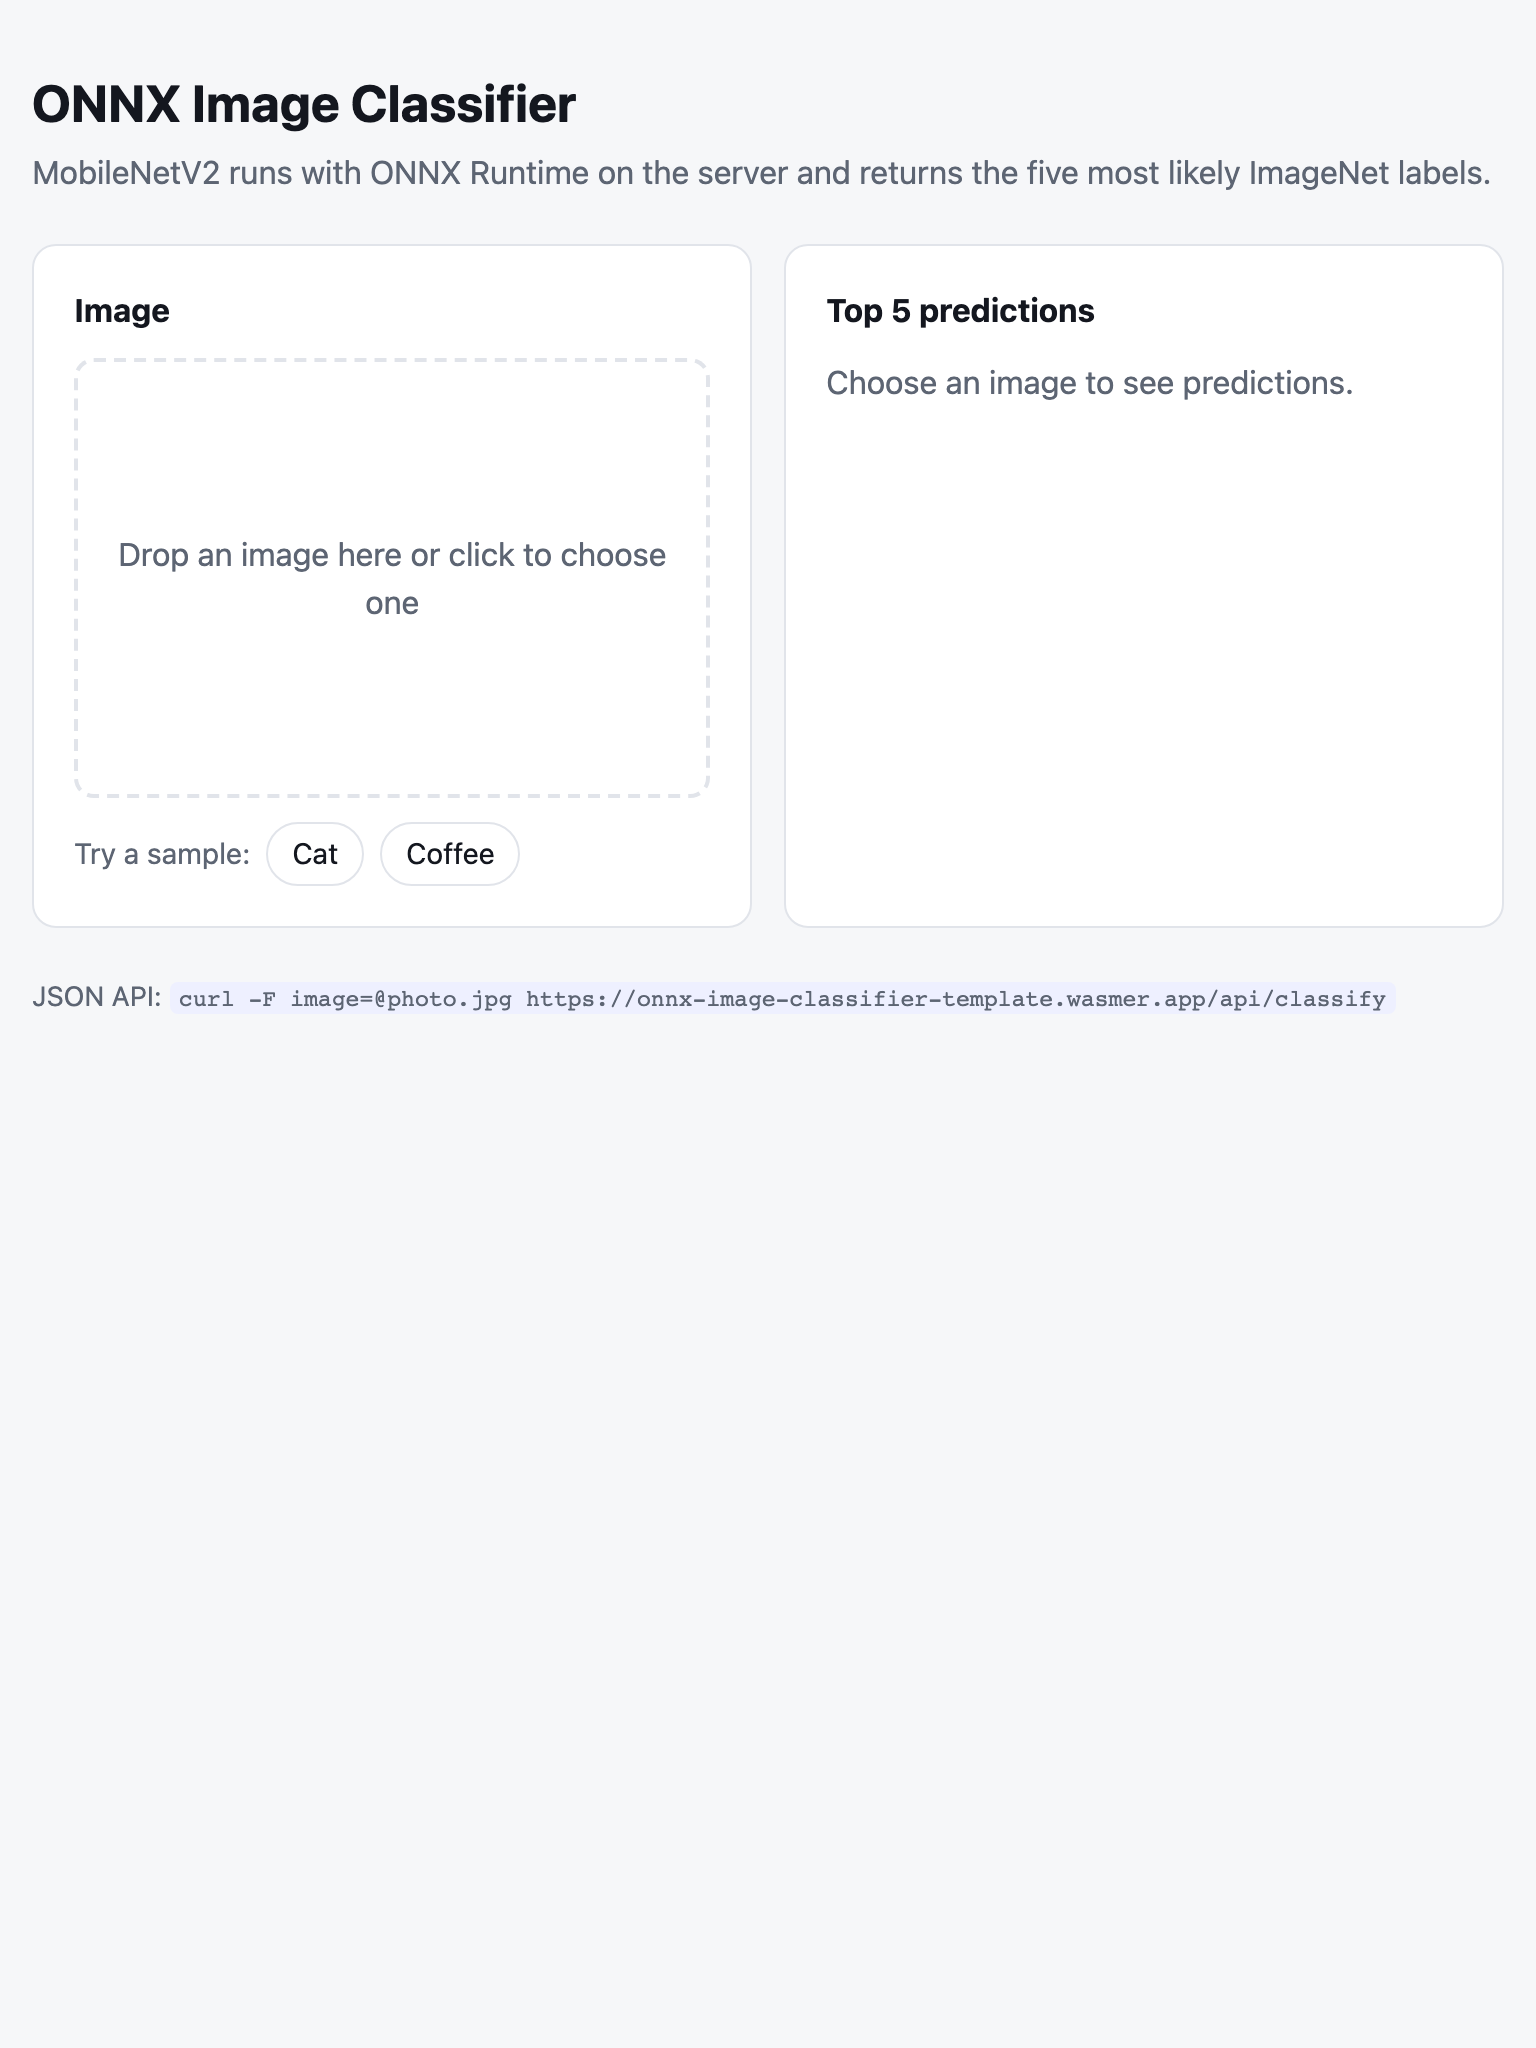 ONNX Image Classifier
MobileNetV2 runs with ONNX Runtime on the server and returns the five most likely ImageNet labels.
Image
Drop an image here or click to choose
one
Try a sample: Cat Coffee
Top 5 predictions
Choose an image to see predictions.
JSON API: curl -F image=@photo.jpg https://onnx-image-classifier-template.wasmer.app/api/classify